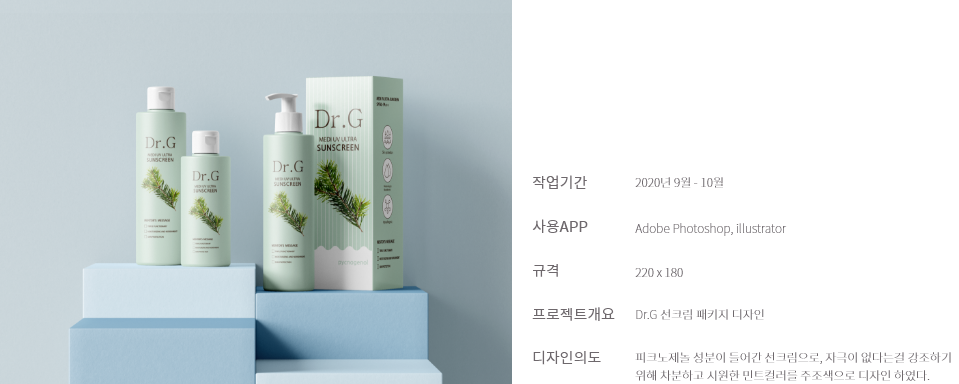 Dr.G
MEDI UV ULTRA
SUNSCREEN
Dr.G
SUNSCREEN
Dr.G
MEDI UV ULTRA
SUNSCREEN
Dr.G
MEDI UV ULTRA
SUNSCREEN
작업기간 2020년 9월 - 10월
사용APP Adobe Photoshop, illustrator
규격 220 x 180
프로젝트개요 Dr.G 선크림 패키지 디자인
디자인의도 피크노제놀 성분이 들어간 선크림으로, 자극이 없다는걸 강조하기
위해 차분하고 시원한 민트컬러를 주조색으로 디자인 하였다.